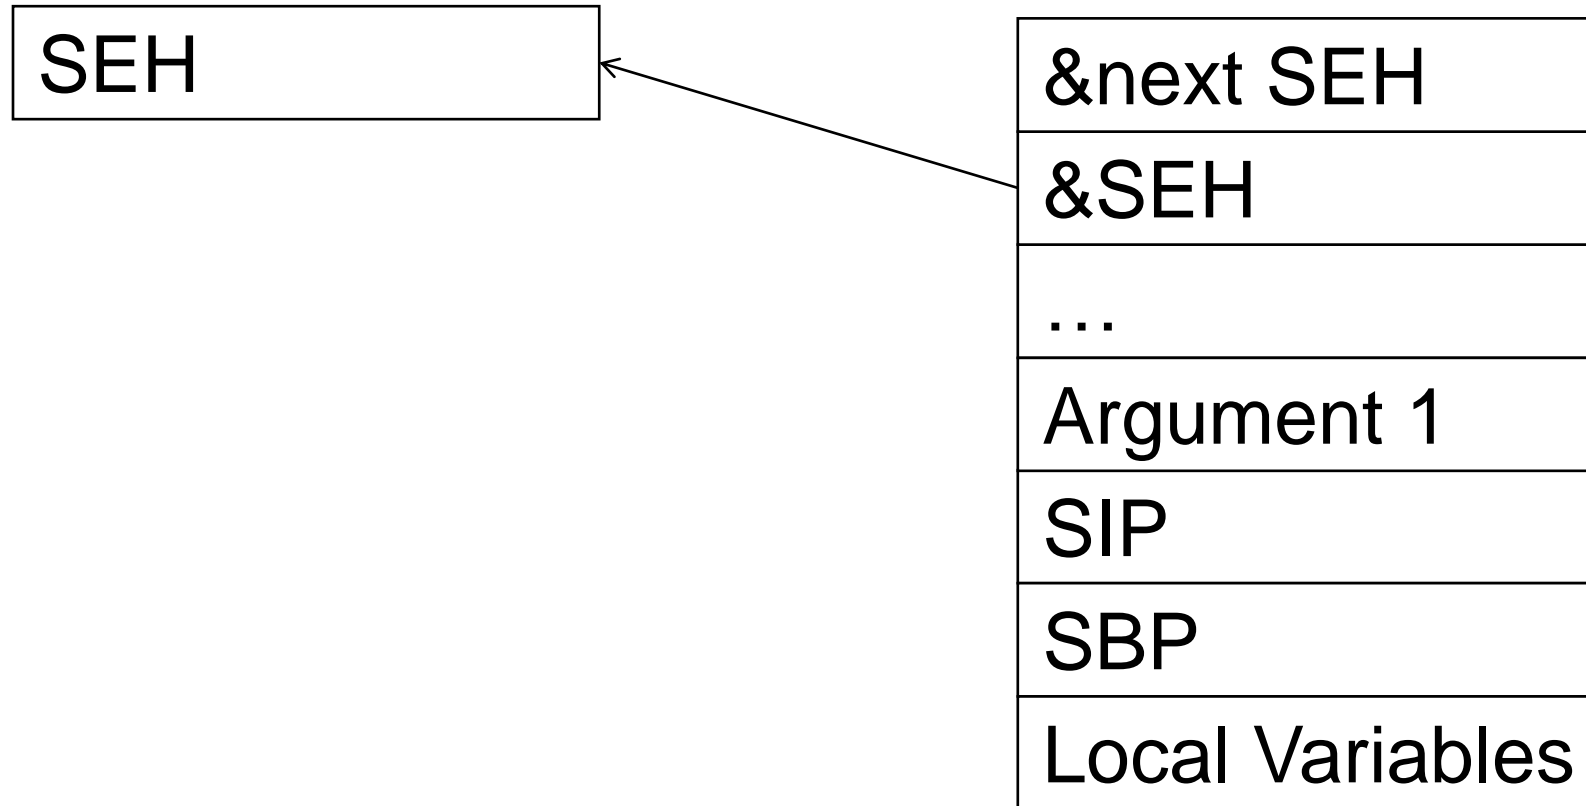 SEH
&next SEH
&SEH
…
Argument 1
SIP
SBP
Local Variables